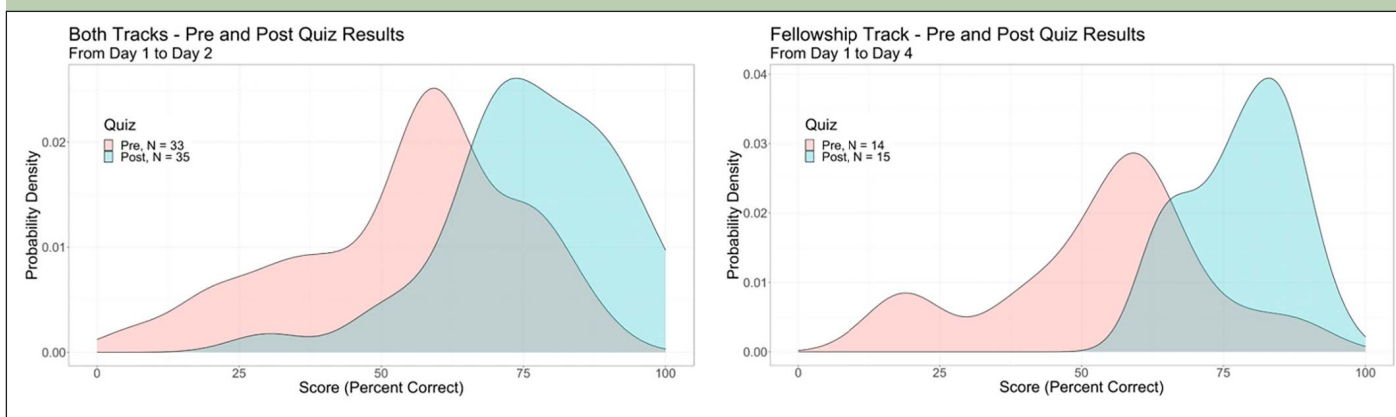 Both Tracks - Pre and Post Quiz Results
From Day 1 to Day 2
Quiz
Pre, N = 33
Post, N = 35
0.02
0.01
0.00
Probability Density
0
25
50
75
100
Score (Percent Correct)
Fellowship Track - Pre and Post Quiz Results
From Day 1 to Day 4
Quiz
Pre, N = 14
Post, N = 15
0.04
0.03
0.02
0.01
0.00
Probability Density
0
25
50
75
100
Score (Percent Correct)